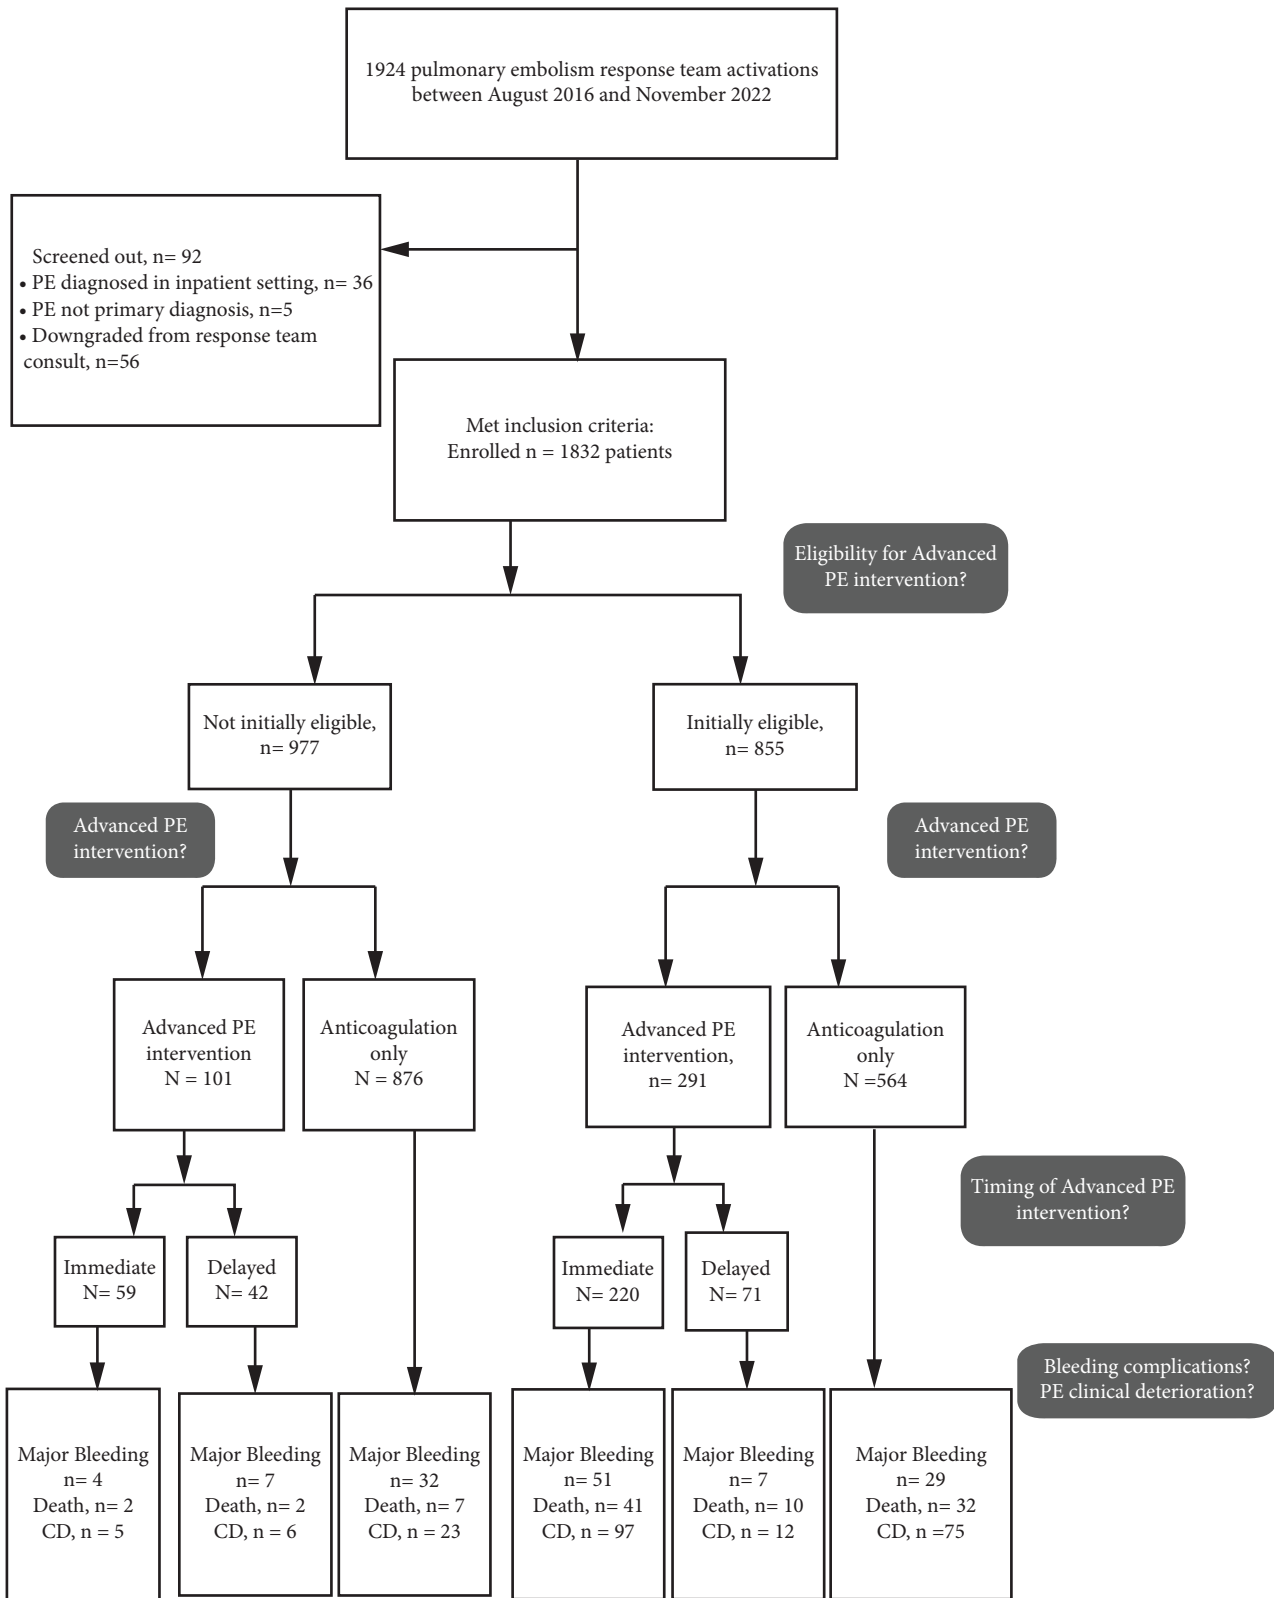 1924 pulmonary embolism response team activations
between August 2016 and November 2022
Screened out, n= 92
• PE diagnosed in inpatient setting, n= 36
• PE not primary diagnosis, n=5
• Downgraded from response team
consult, n=56
Met inclusion criteria:
Enrolled n = 1832 patients
Eligibility for Advanced
PE intervention?
Not initially eligible,
n= 977
Initially eligible,
n= 855
Advanced PE
intervention?
Advanced PE
intervention?
Advanced PE
intervention
N = 101
Anticoagulation
only
N = 876
Advanced PE
intervention,
n= 291
Anticoagulation
only
N =564
Timing of Advanced PE
intervention?
Immediate
N= 59
Delayed
N= 42
Immediate
N= 220
Delayed
N= 71
Bleeding complications?
PE clinical deterioration?
Major Bleeding
n= 4
Death, n= 2
CD, n = 5
Major Bleeding
n= 7
Death, n= 2
CD, n = 6
Major Bleeding
n= 32
Death, n= 7
CD, n = 23
Major Bleeding
n= 51
Death, n= 41
CD, n = 97
Major Bleeding
n= 7
Death, n= 10
CD, n = 12
Major Bleeding
n= 29
Death, n= 32
CD, n =75